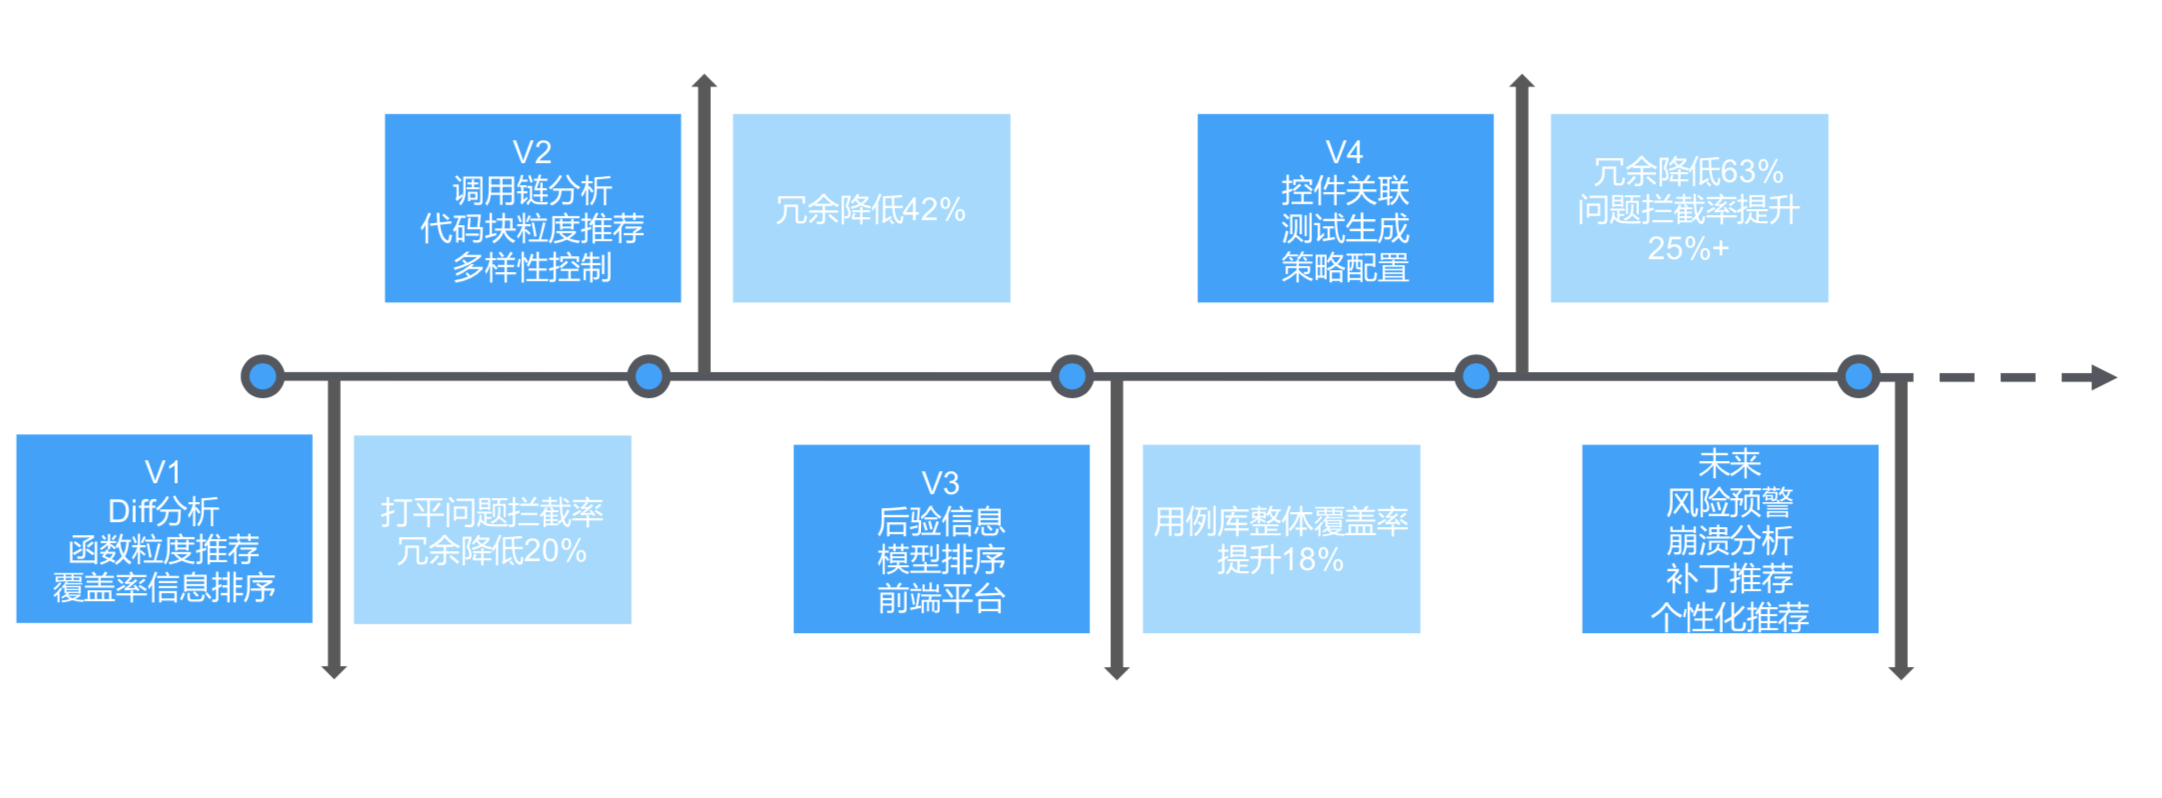 V1
Diff分析
函数粒度推荐
覆盖率信息排序
打平问题拦截率
冗余降低20%
V2
调用链分析
代码块粒度推荐
多样性控制
冗余降低42%
V3
后验信息
模型排序
前端平台
用例库整体覆盖率
提升18%
V4
控件关联
测试生成
策略配置
冗余降低63%
问题拦截率提升
25%+
未来
风险预警
崩溃分析
补丁推荐
个性化推荐